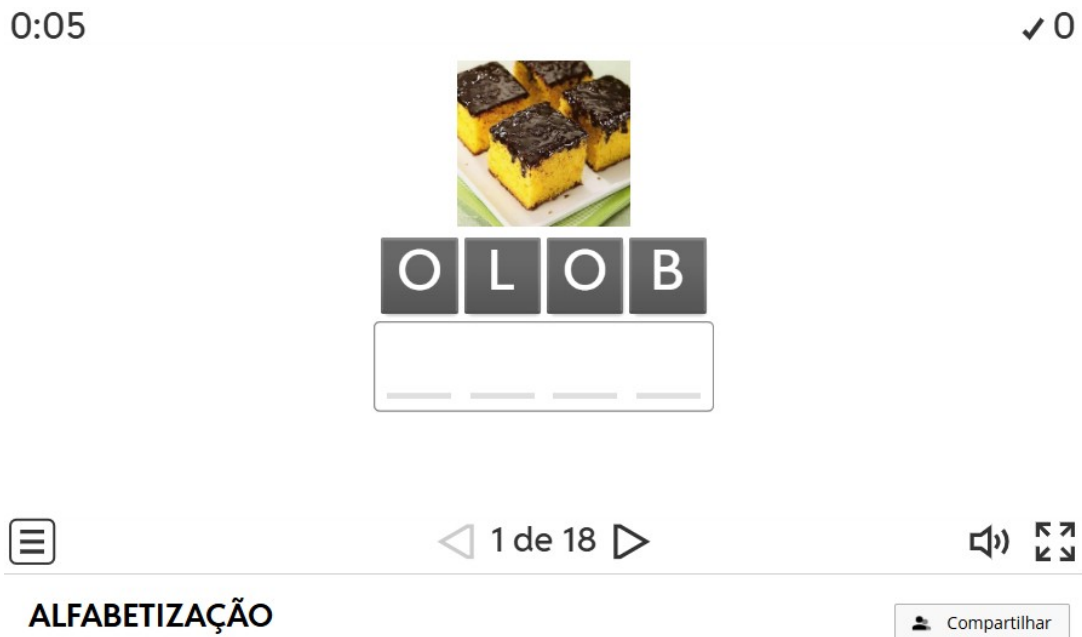 0:05 ✓ 0
O L O B
1 de 18
ALFABETIZAÇÃO
Compartilhar